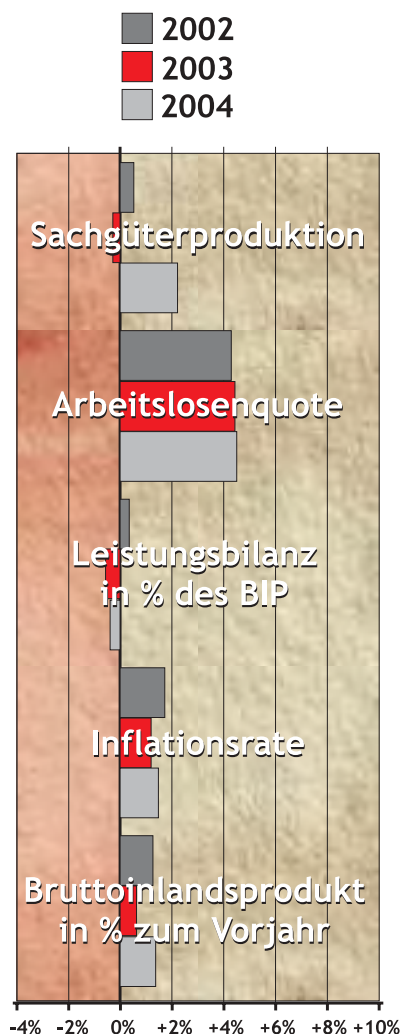 2002
2003
2004
Sachgüterproduktion
Arbeitslosenquote
Leistungsbilanz
in % des BIP
Inflationsrate
Bruttoinlandsprodukt
in % zum Vorjahr
-4% -2% 0% +2% +4% +6% +8% +10%